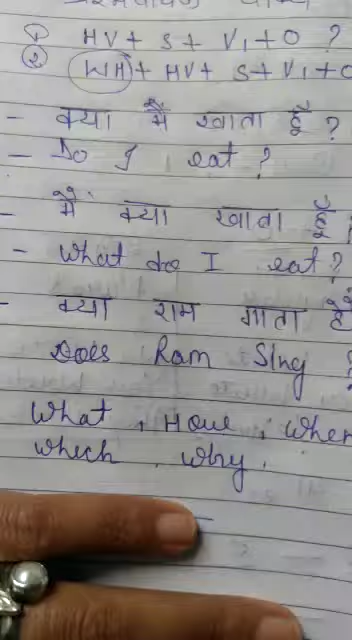 ① HV + S + V₁ + O ?
② WH + HV + S + V₁ + O
- क्या मैं खाता हूँ ?
- Do I eat ?
- मैं क्या खाता हूँ
- What do I eat ?
- क्या राम गाता है
Does Ram Sing ?
What , How , When
Which , Why .